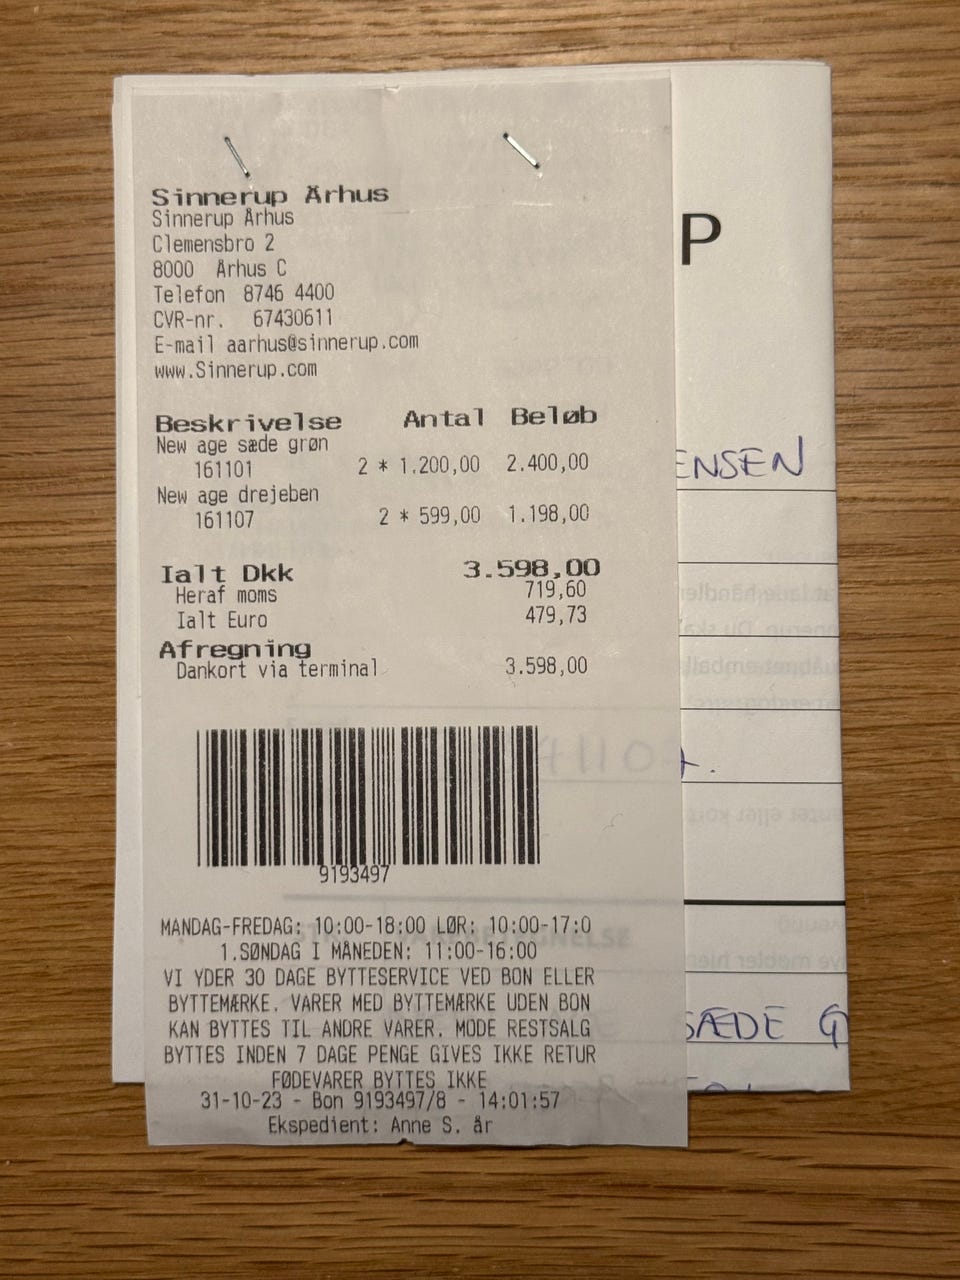 Sinnerup Århus
Sinnerup Århus
Clemensbro 2
8000 Århus C
Telefon 8746 4400
CVR-nr. 67430611
E-mail aarhus@sinnerup.com
www.Sinnerup.com
P
Beskrivelse Antal Beløb
New age sæde grøn
161101 2 * 1.200,00 2.400,00
New age drejeben
161107 2 * 599,00 1.198,00
ENSEN
Ialt Dkk 3.598,00
Heraf moms 719,60
Ialt Euro 479,73
Afregning
Dankort via terminal 3.598,00
9193497
MANDAG-FREDAG: 10:00-18:00 LØR: 10:00-17:0
1.SØNDAG I MÅNEDEN: 11:00-16:00
VI YDER 30 DAGE BYTTESERVICE VED BON ELLER
BYTTEMÆRKE. VARER MED BYTTEMÆRKE UDEN BON
KAN BYTTES TIL ANDRE VARER. MODE RESTSALG
BYTTES INDEN 7 DAGE PENGE GIVES IKKE RETUR
FØDEVARER BYTTES IKKE
31-10-23 - Bon 9193497/8 - 14:01:57
Ekspedient: Anne S. år
SÆDE G